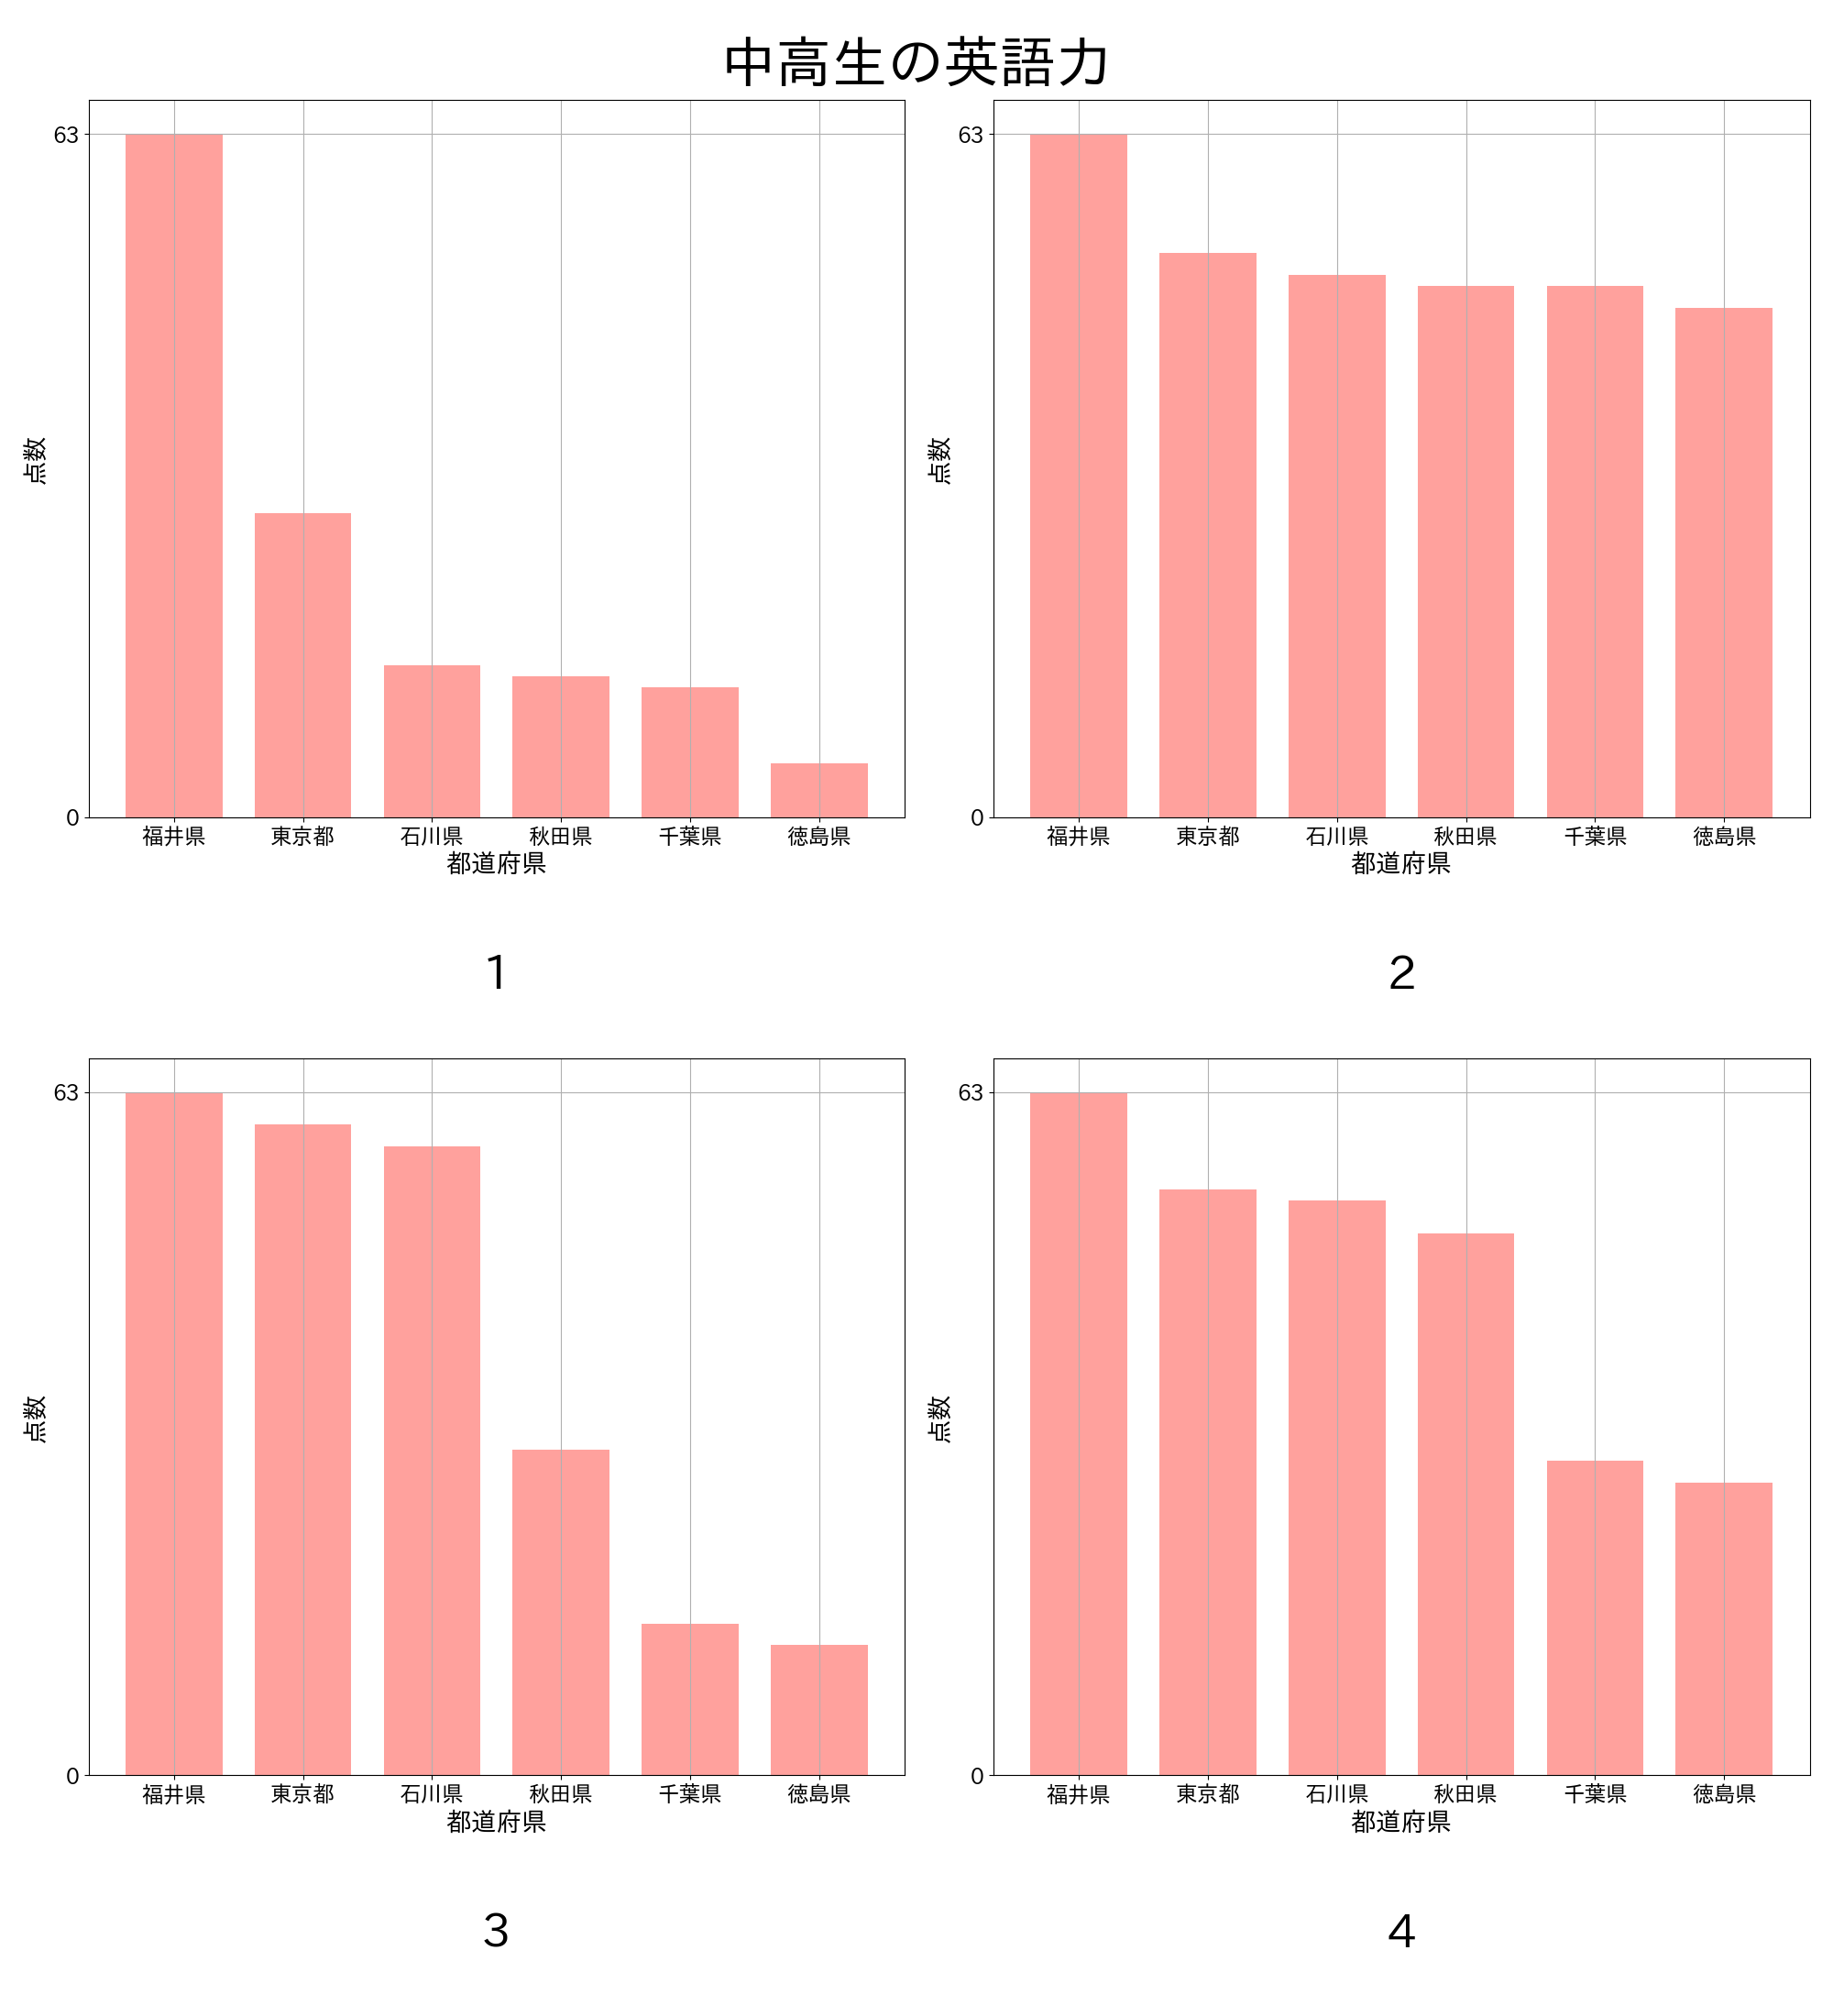 中高生の英語力
63
0
点数
福井県 東京都 石川県 秋田県 千葉県 徳島県
都道府県
1
63
0
点数
福井県 東京都 石川県 秋田県 千葉県 徳島県
都道府県
2
63
0
点数
福井県 東京都 石川県 秋田県 千葉県 徳島県
都道府県
3
63
0
点数
福井県 東京都 石川県 秋田県 千葉県 徳島県
都道府県
4